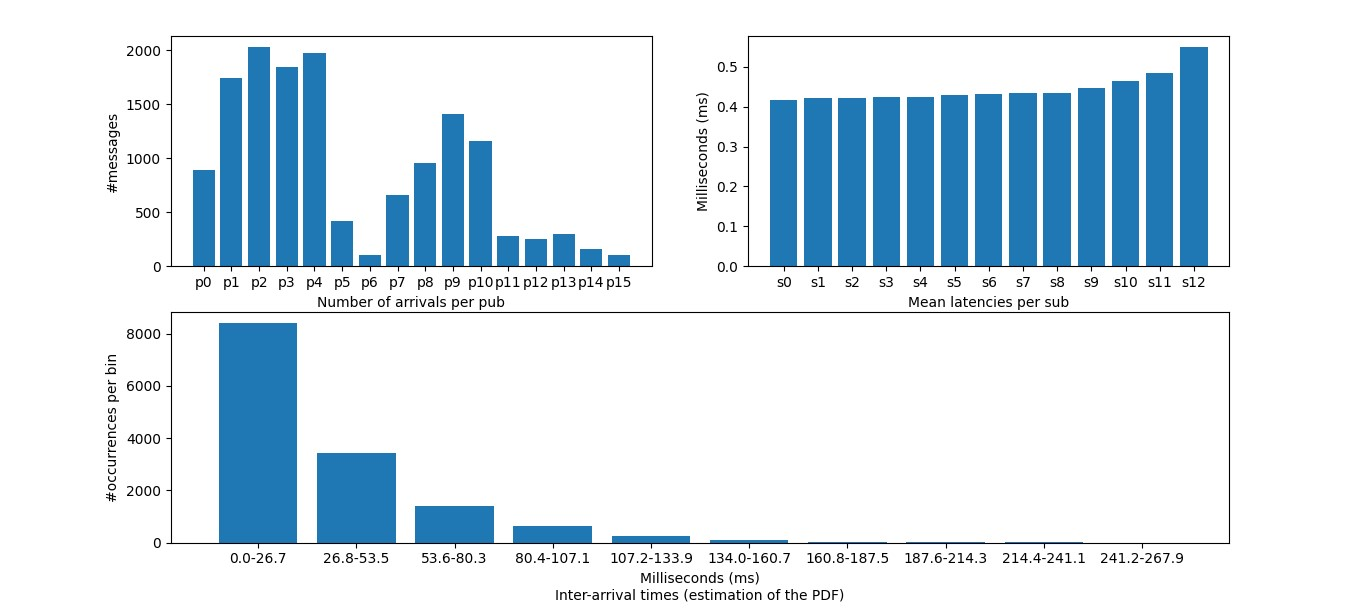 #messages
2000
1500
1000
500
0
p0 p1 p2 p3 p4 p5 p6 p7 p8 p9 p10 p11 p12 p13 p14 p15
Number of arrivals per pub
Milliseconds (ms)
0.5
0.4
0.3
0.2
0.1
0.0
s0 s1 s2 s3 s4 s5 s6 s7 s8 s9 s10 s11 s12
Mean latencies per sub
#occurrences per bin
8000
6000
4000
2000
0
0.0-26.7 26.8-53.5 53.6-80.3 80.4-107.1 107.2-133.9 134.0-160.7 160.8-187.5 187.6-214.3 214.4-241.1 241.2-267.9
Milliseconds (ms)
Inter-arrival times (estimation of the PDF)